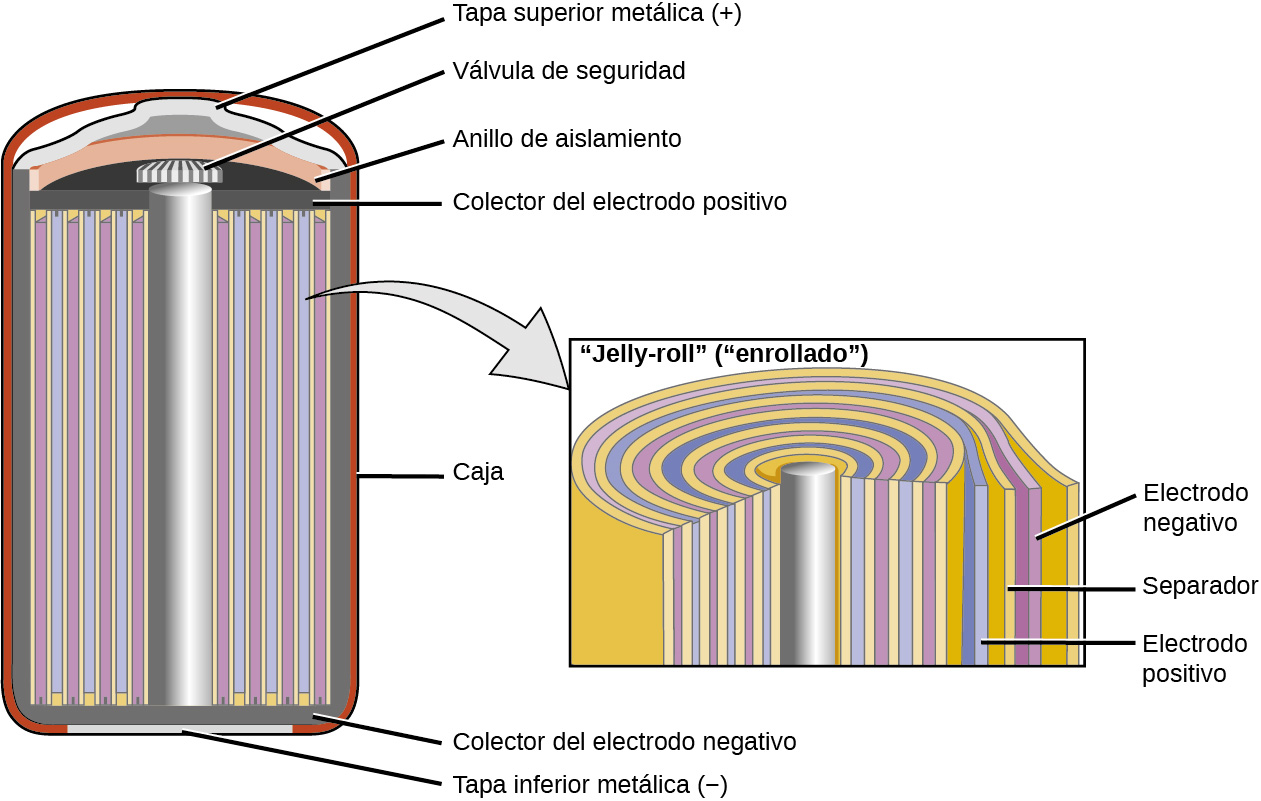 Tapa superior metálica (+)
Válvula de seguridad
Anillo de aislamiento
Colector del electrodo positivo
“Jelly-roll” (“enrollado”)
Caja
Electrodo
negativo
Separador
Electrodo
positivo
Colector del electrodo negativo
Tapa inferior metálica (−)